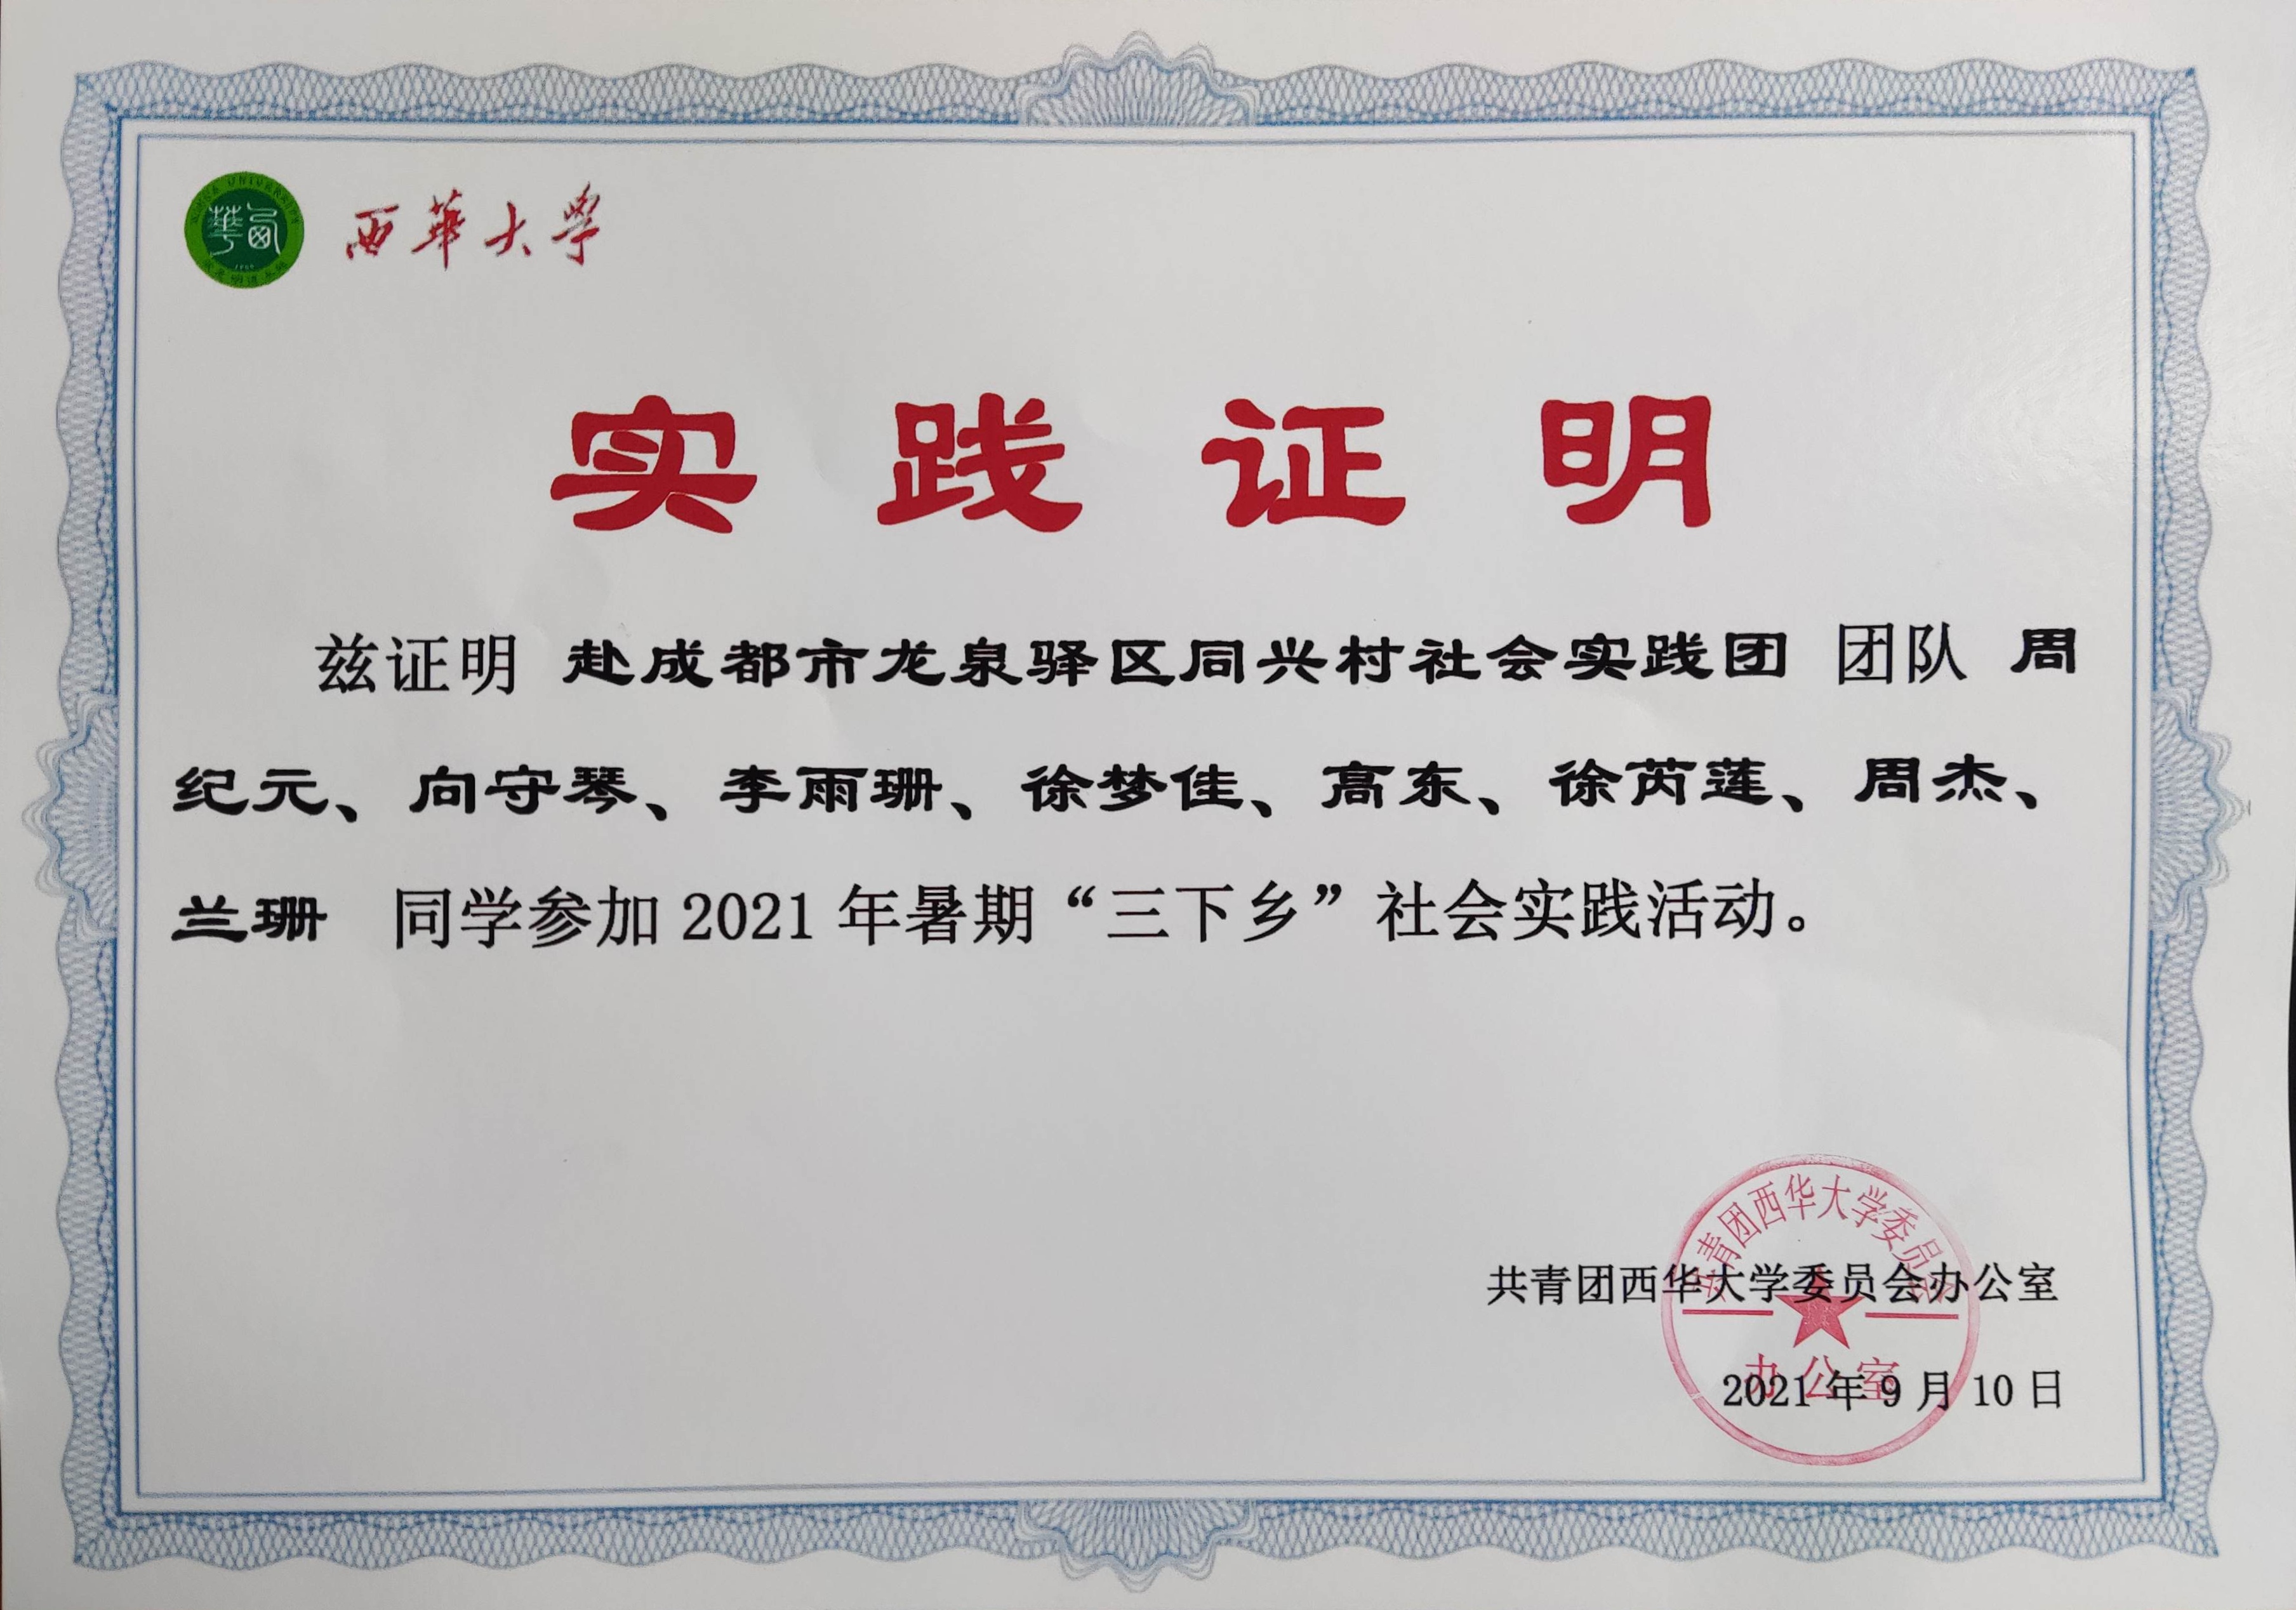 西華大学
实践证明
兹证明 赴成都市龙泉驿区同兴村社会实践团 团队 周
纪元、向守琴、李雨珊、徐梦佳、高东、徐芮莲、周杰、
兰珊 同学参加 2021 年暑期“三下乡”社会实践活动。
共青团西华大学委员会
共青团西华大学委员会办公室
办公室
2021 年 9 月 10 日